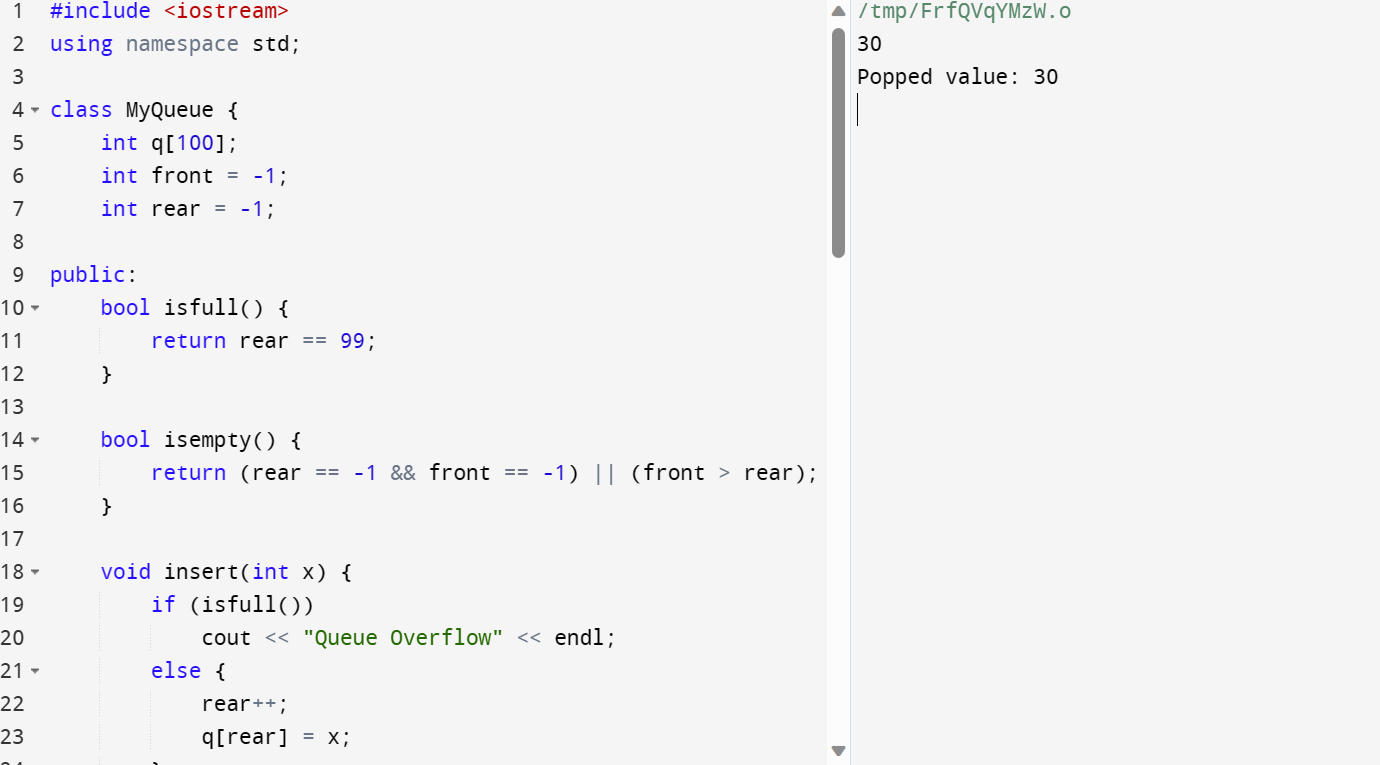 1 #include <iostream>
2 using namespace std;
3
4 class MyQueue {
5 int q[100];
6 int front = -1;
7 int rear = -1;
8
9 public:
10 bool isfull() {
11 return rear == 99;
12 }
13
14 bool isempty() {
15 return (rear == -1 && front == -1) || (front > rear);
16 }
17
18 void insert(int x) {
19 if (isfull())
20 cout << "Queue Overflow" << endl;
21 else {
22 rear++;
23 q[rear] = x;
/tmp/FrfQVqYMzW.o
30
Popped value: 30